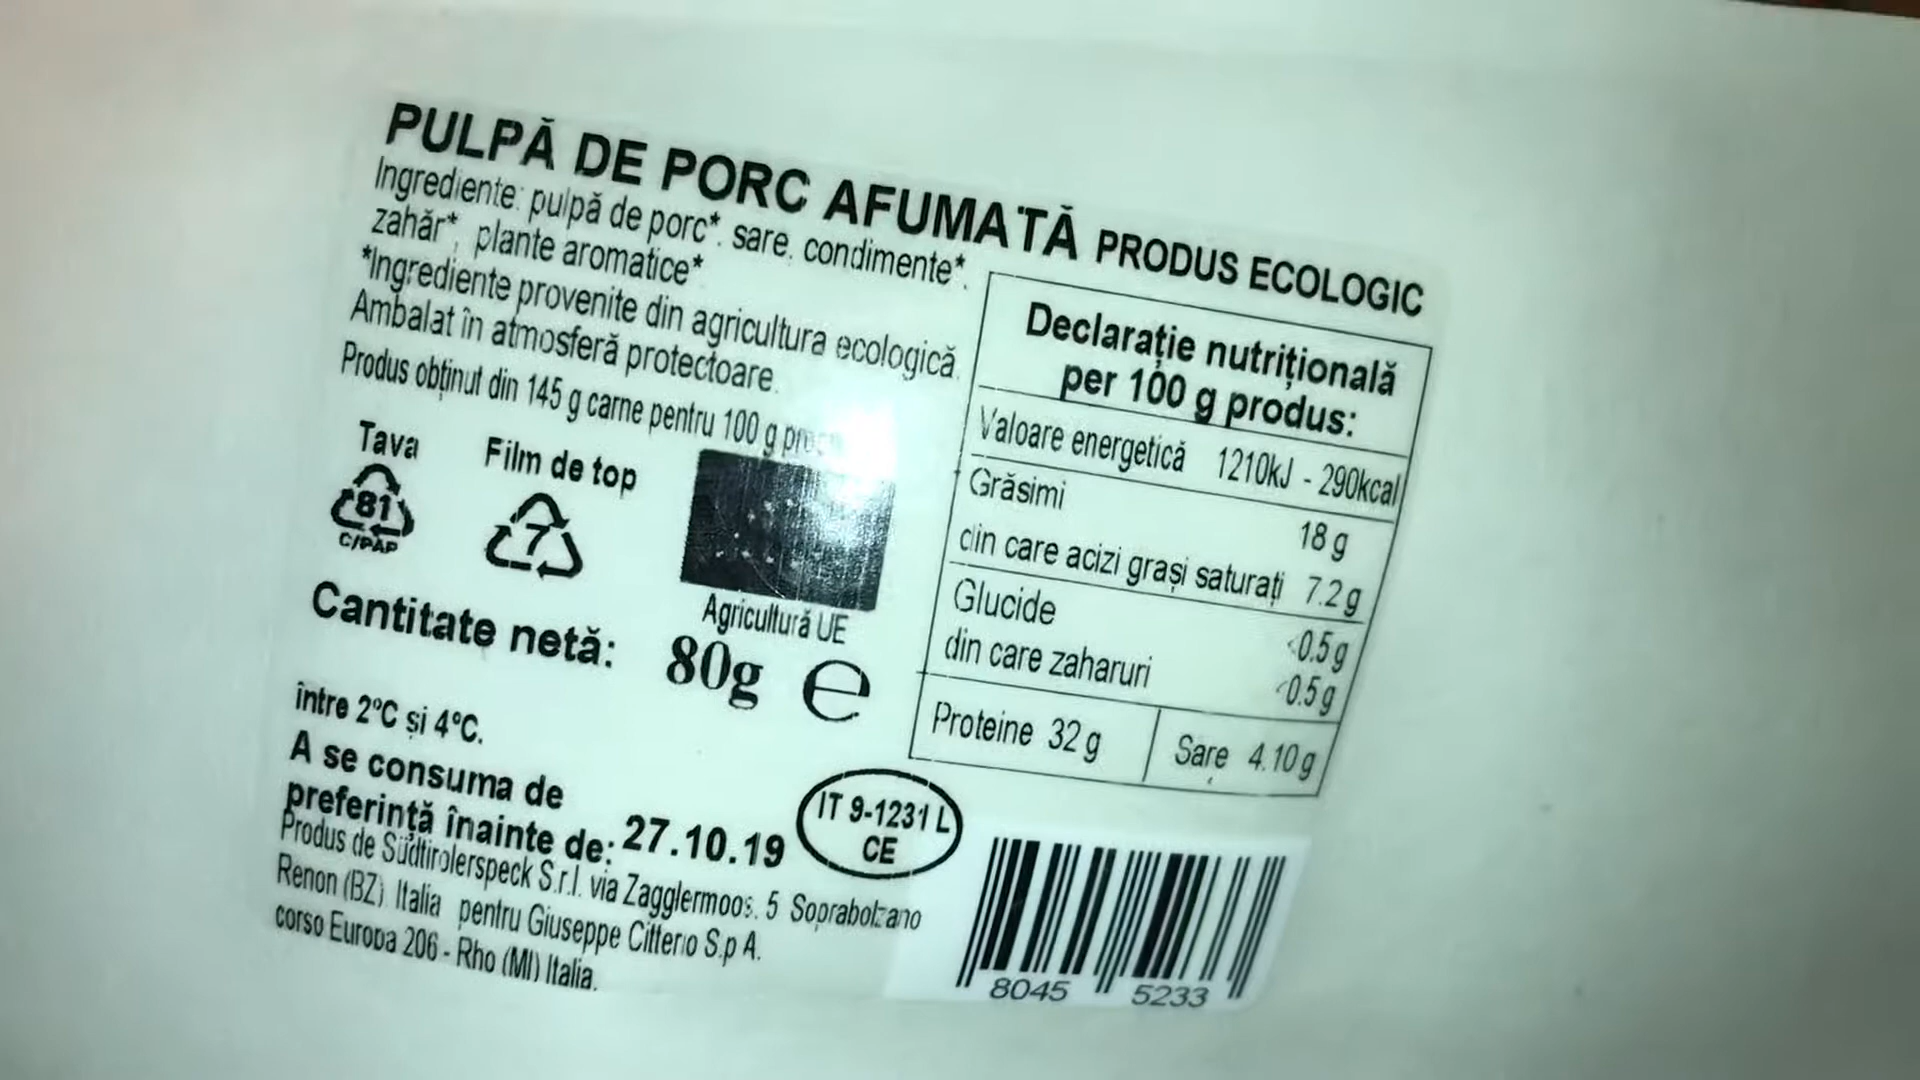 PULPĂ DE PORC AFUMATĂ PRODUS ECOLOGIC
Ingrediente: pulpă de porc*, sare, condimente*,
zahăr*, plante aromatice*
*Ingrediente provenite din agricultura ecologică.
Ambalat în atmosferă protectoare.
Produs obținut din 145 g carne pentru 100 g
Tava
81
C/PAP
Film de top
7
Agricultură UE
Cantitate netă: 80g e
între 2°C și 4°C.
A se consuma de
preferință înainte de: 27.10.19
IT 9-1231 L
CE
Produs de Südtirolerspeck S.r.l. via Zagglermoos, 5 Soprabolzano
Renon (BZ) Italia pentru Giuseppe Citterio S.p.A.
corso Europa 206 - Rho (MI) Italia.
Declarație nutrițională
per 100 g produs:
Valoare energetică 1210kJ - 290kcal
Grăsimi 18 g
din care acizi grași saturați 7.2 g
Glucide <0.5 g
din care zaharuri <0.5 g
Proteine 32 g
Sare 4.10 g
8045 5233